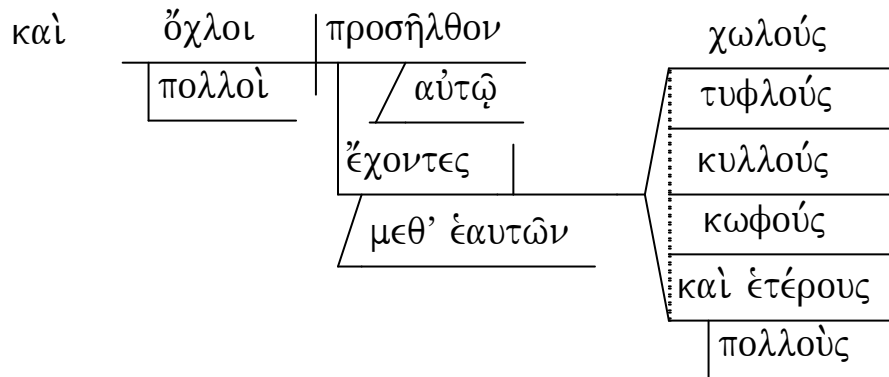 καὶ ὄχλοι προσῆλθον χωλούς
πολλοὶ αὐτῷ τυφλούς
ἔχοντες κυλλούς
μεθ’ ἑαυτῶν κωφούς
καὶ ἑτέρους
πολλοὺς